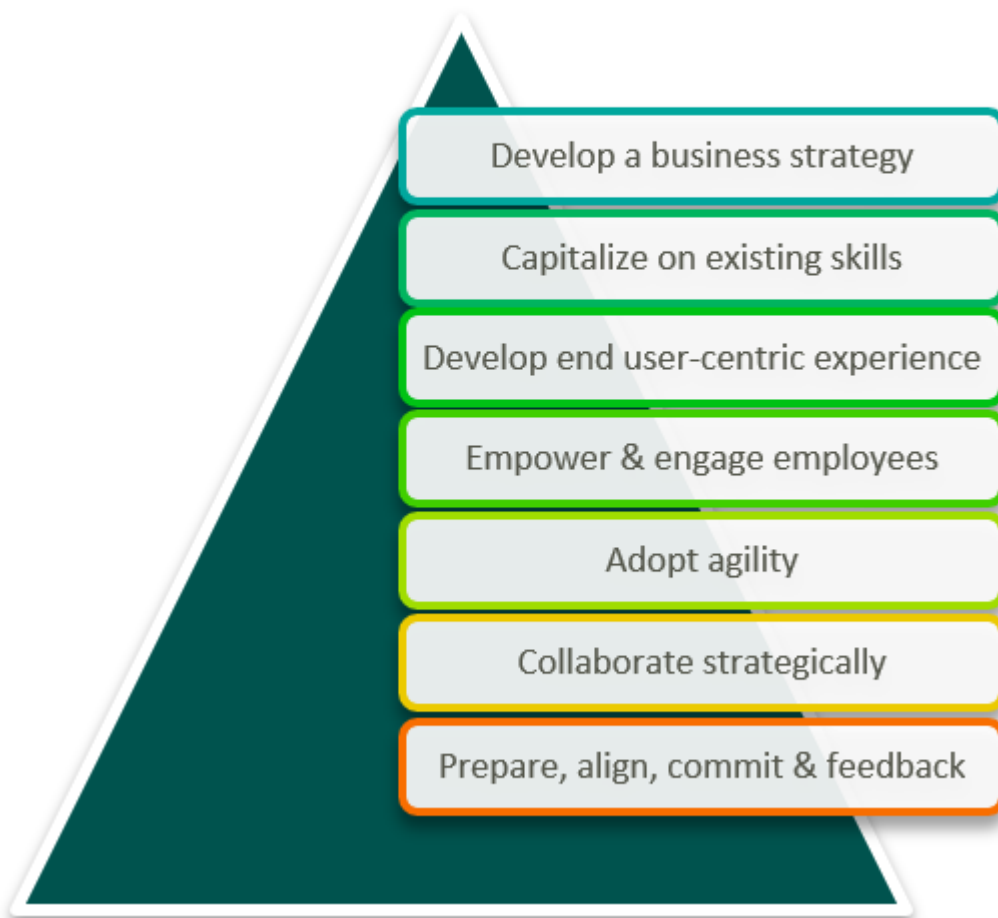 Develop a business strategy
Capitalize on existing skills
Develop end user-centric experience
Empower & engage employees
Adopt agility
Collaborate strategically
Prepare, align, commit & feedback